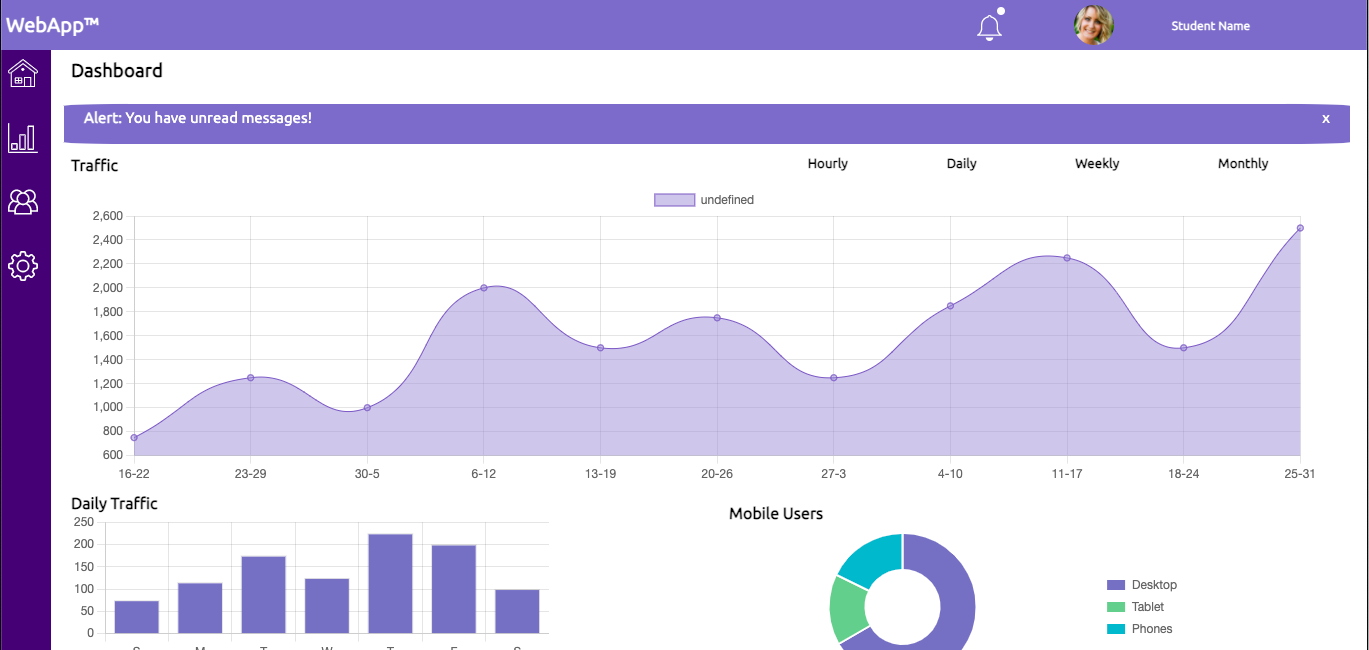 WebApp™
Student Name
Dashboard
Alert: You have unread messages!
x
Traffic
Hourly
Daily
Weekly
Monthly
undefined
2,600
2,400
2,200
2,000
1,800
1,600
1,400
1,200
1,000
800
600
16-22
23-29
30-5
6-12
13-19
20-26
27-3
4-10
11-17
18-24
25-31
Daily Traffic
250
200
150
100
50
0
S
M
T
W
T
F
S
Mobile Users
Desktop
Tablet
Phones